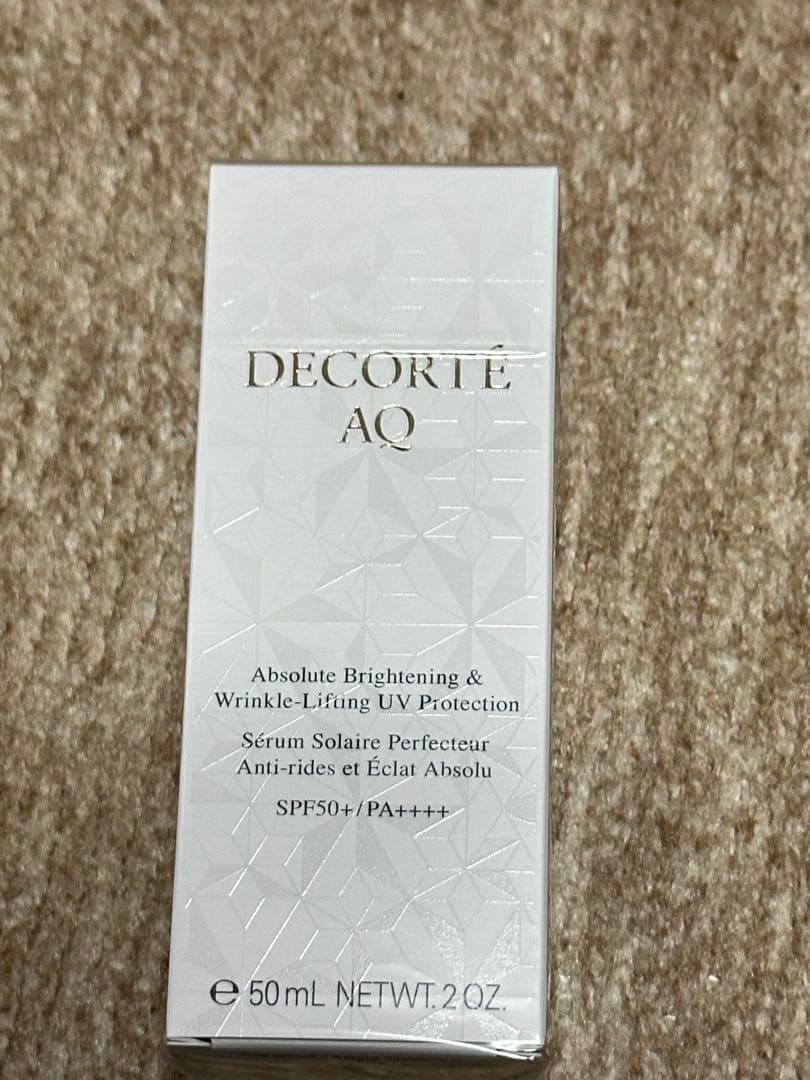 DECORTÉ
AQ
Absolute Brightening &
Wrinkle-Lifting UV Protection
Sérum Solaire Perfecteur
Anti-rides et Éclat Absolu
SPF50+/PA++++
℮ 50mL NETWT. 2 OZ.